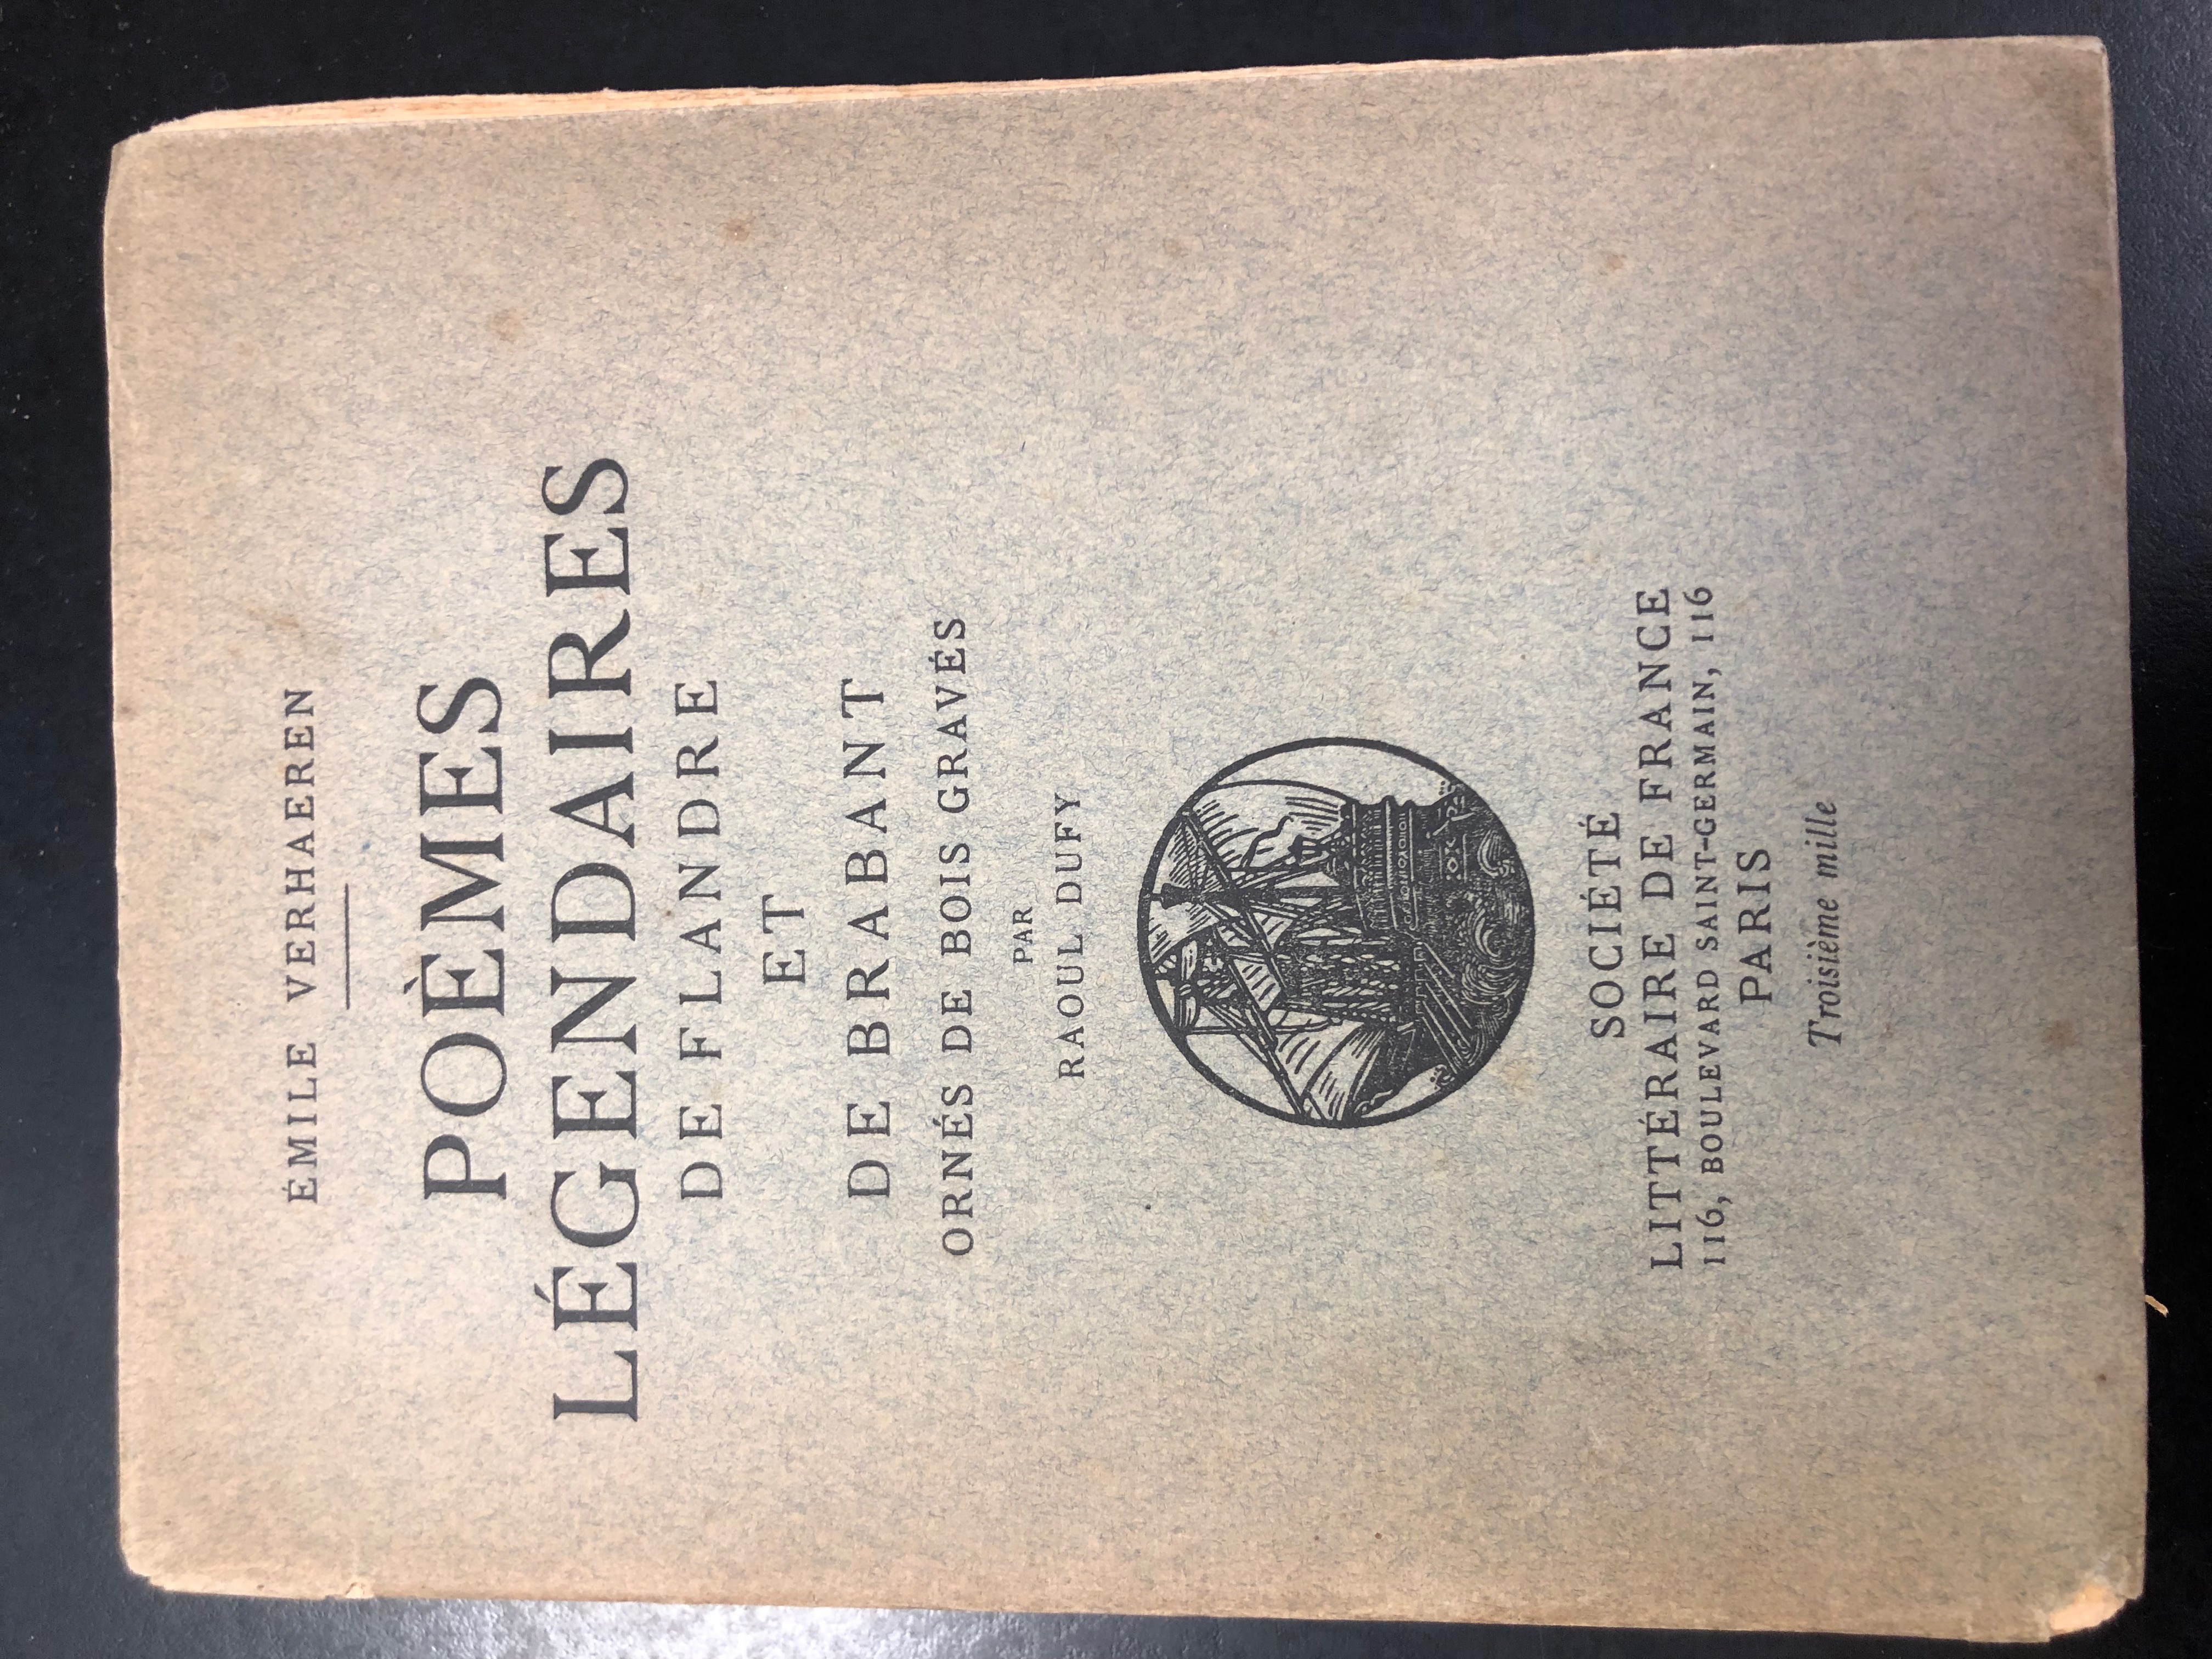 ÉMILE VERHAEREN
POÈMES
LÉGENDAIRES
DE FLANDRE
ET
DE BRABANT
ORNÉS DE BOIS GRAVÉS
PAR
RAOUL DUFY
SOCIÉTÉ
LITTÉRAIRE DE FRANCE
116, BOULEVARD SAINT-GERMAIN, 116
PARIS
Troisième mille